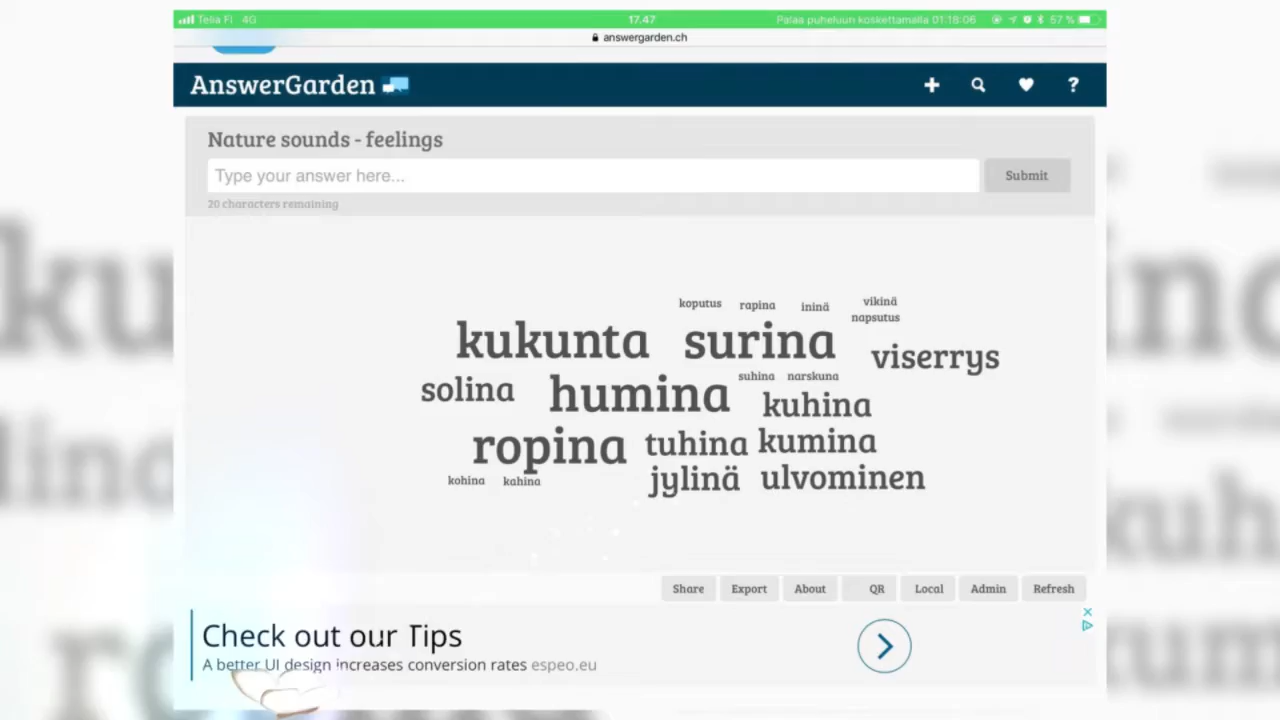 Telia FI 4G 17.47 Palaa puheluun koskettamalla 01:18:06 57 %
answergarden.ch
AnswerGarden + ?
Nature sounds - feelings
Type your answer here... Submit
20 characters remaining
koputus rapina ininä vikinä
napsutus
kukunta surina viserrys
suhina narskuna
solina humina kuhina
ropina tuhina kumina
kohina kahina jylinä ulvominen
Share Export About QR Local Admin Refresh
Check out our Tips
A better UI design increases conversion rates espeo.eu